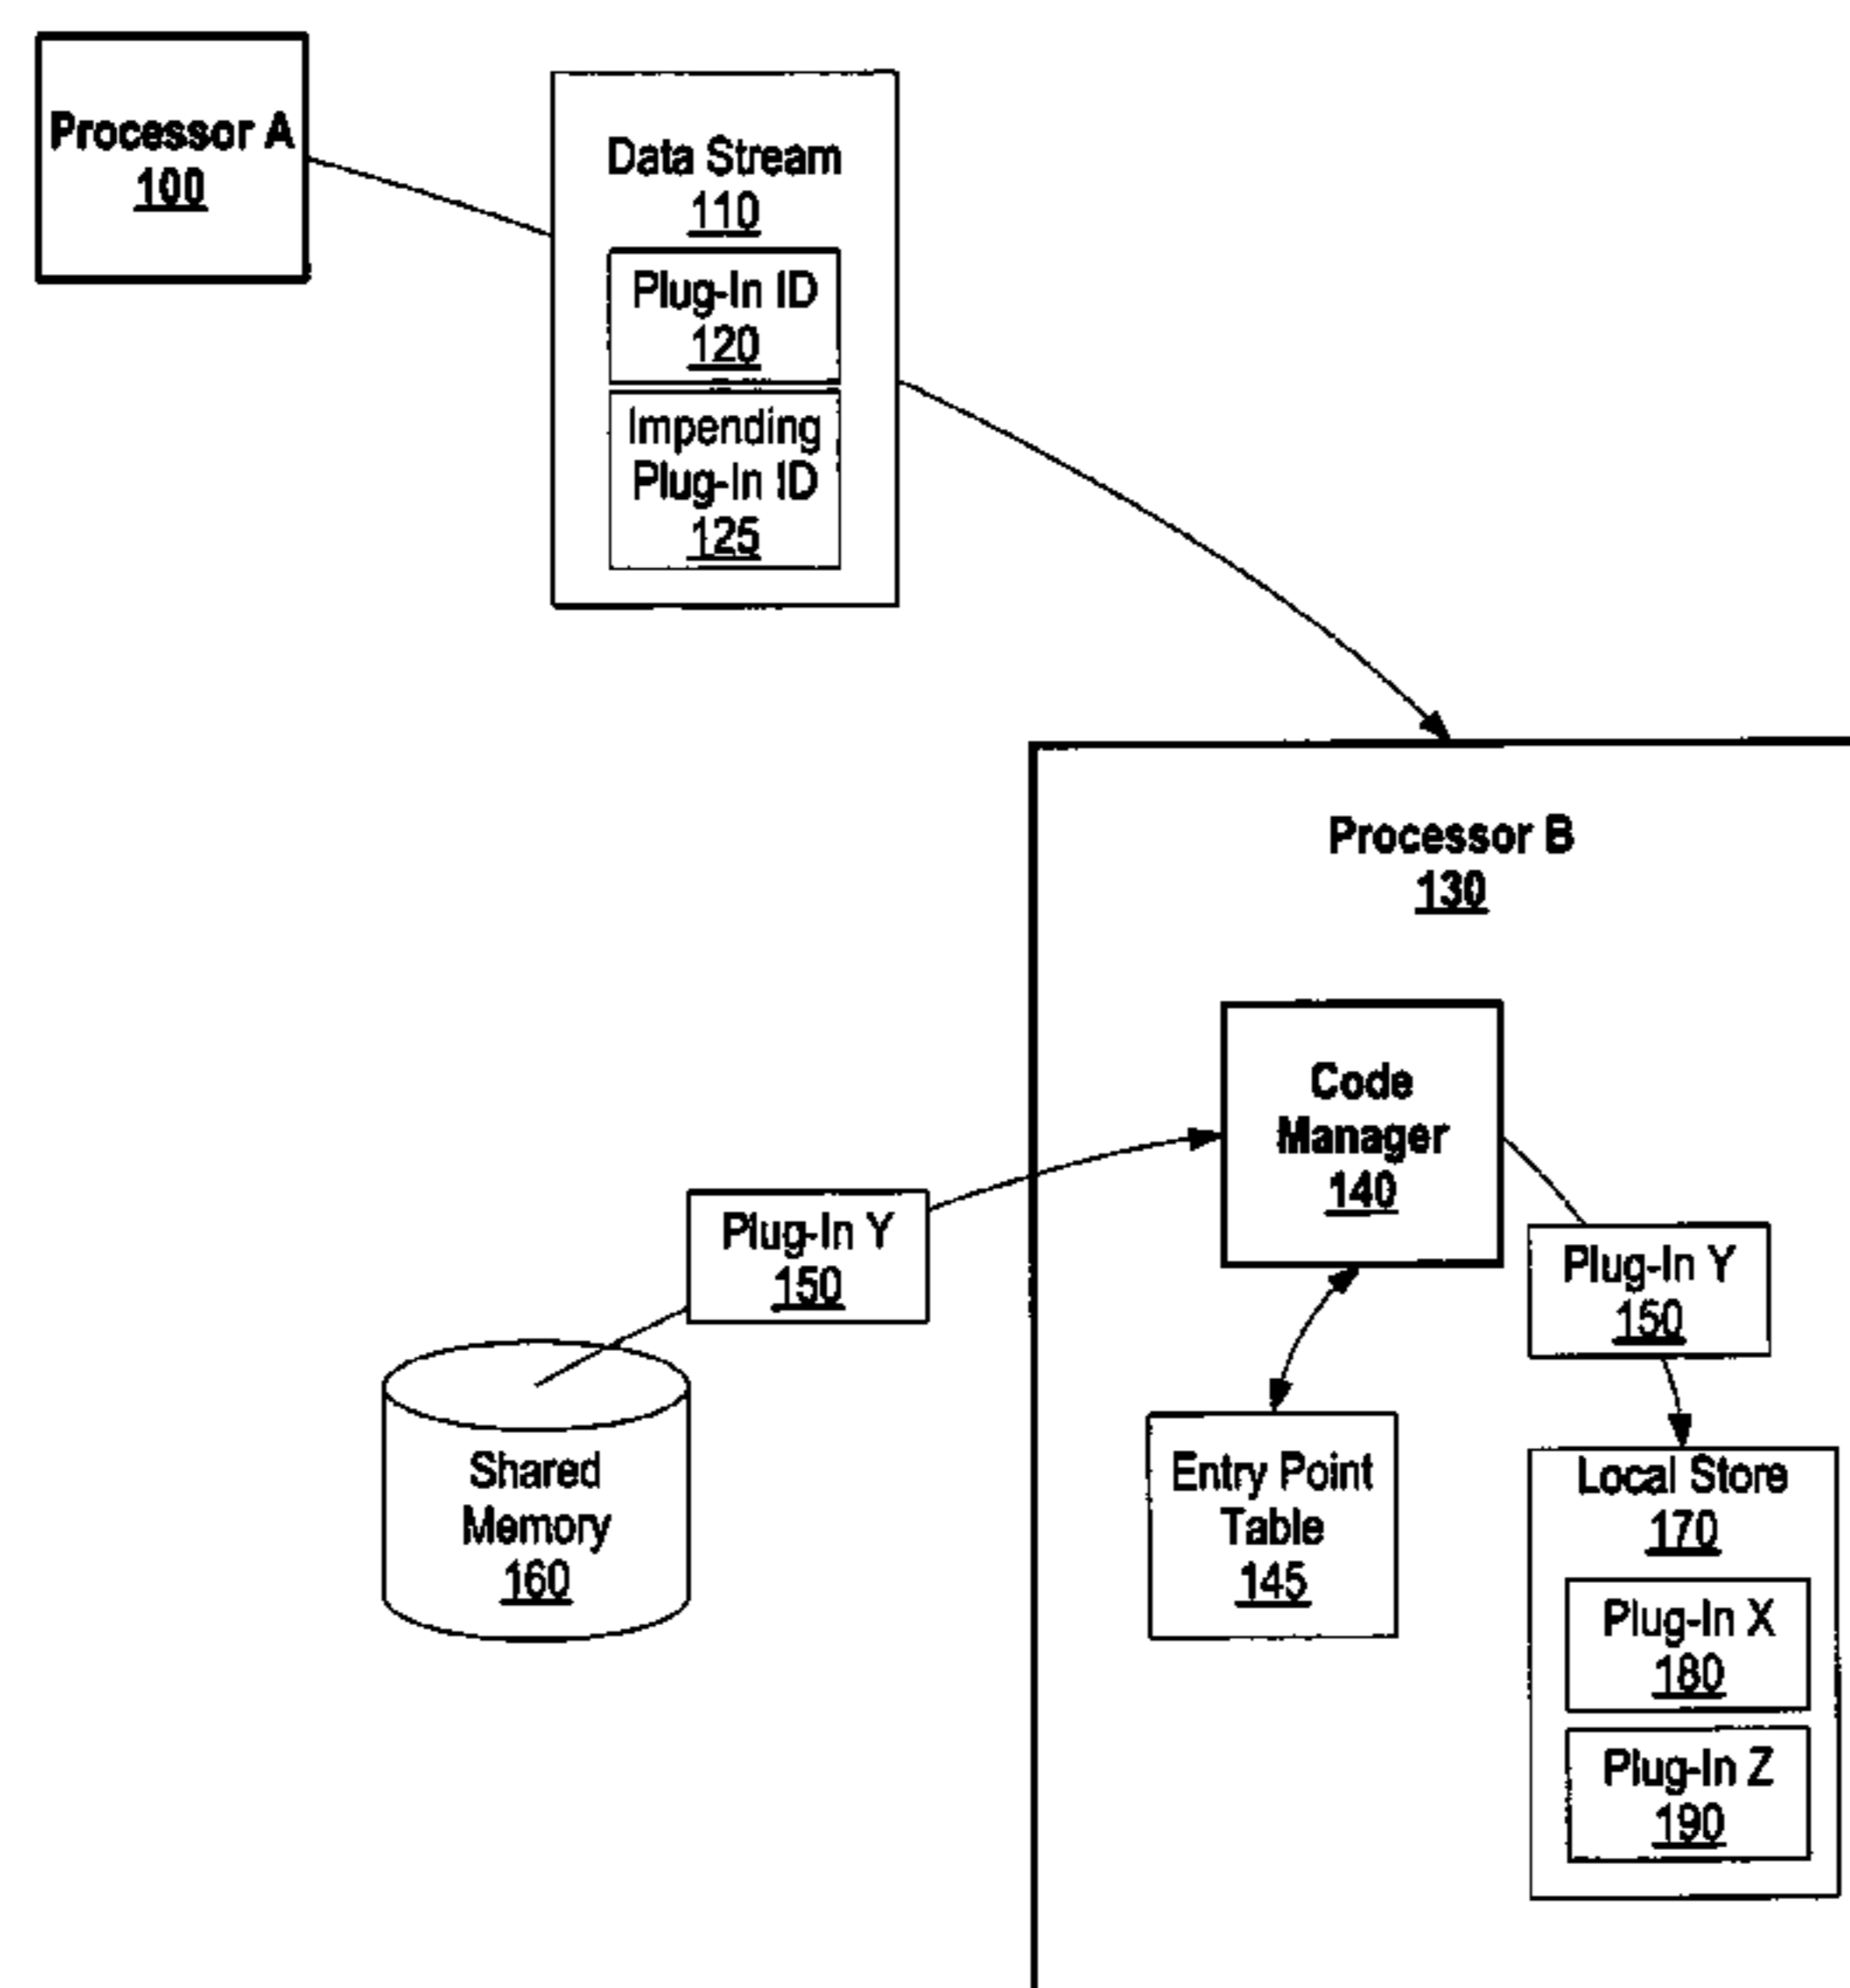 Processor A
100
Data Stream
110
Plug-In ID
120
Impending
Plug-In ID
125
Processor B
130
Code
Manager
140
Plug-In Y
150
Plug-In Y
150
Shared
Memory
160
Entry Point
Table
145
Local Store
170
Plug-In X
180
Plug-In Z
190